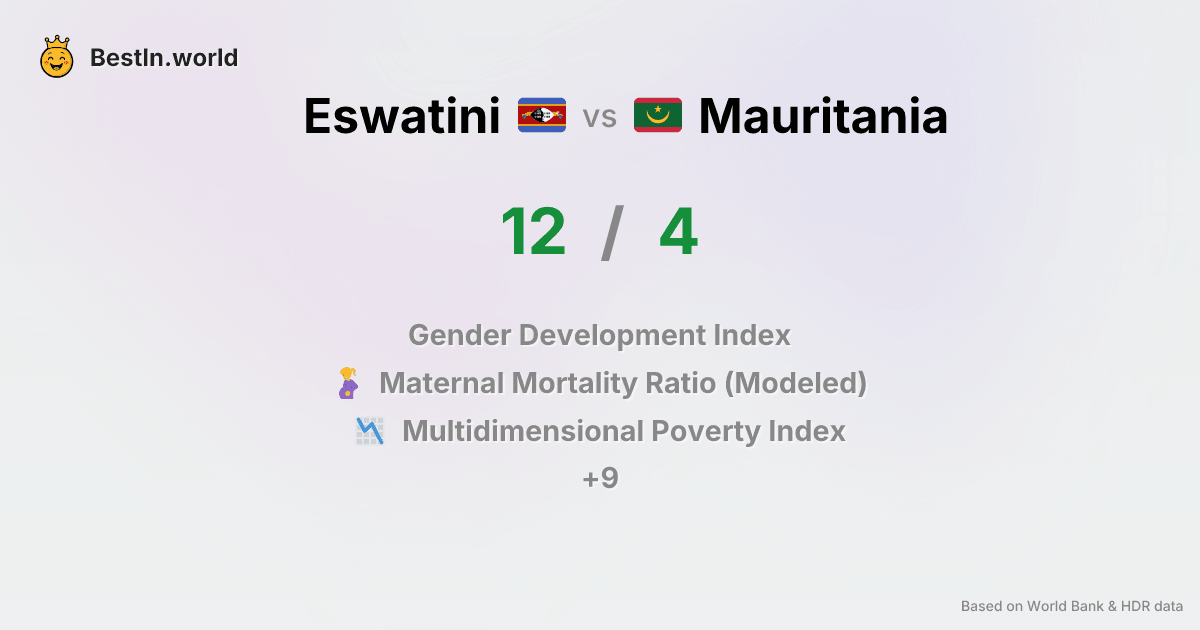 BestIn.world
Eswatini vs Mauritania
12 / 4
Gender Development Index
Maternal Mortality Ratio (Modeled)
Multidimensional Poverty Index
+9
Based on World Bank & HDR data